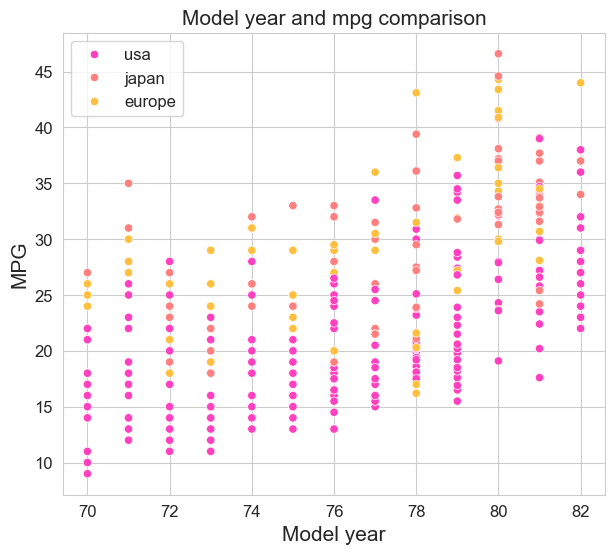 Model year and mpg comparison
usa
japan
europe
MPG
45
40
35
30
25
20
15
10
70 72 74 76 78 80 82
Model year